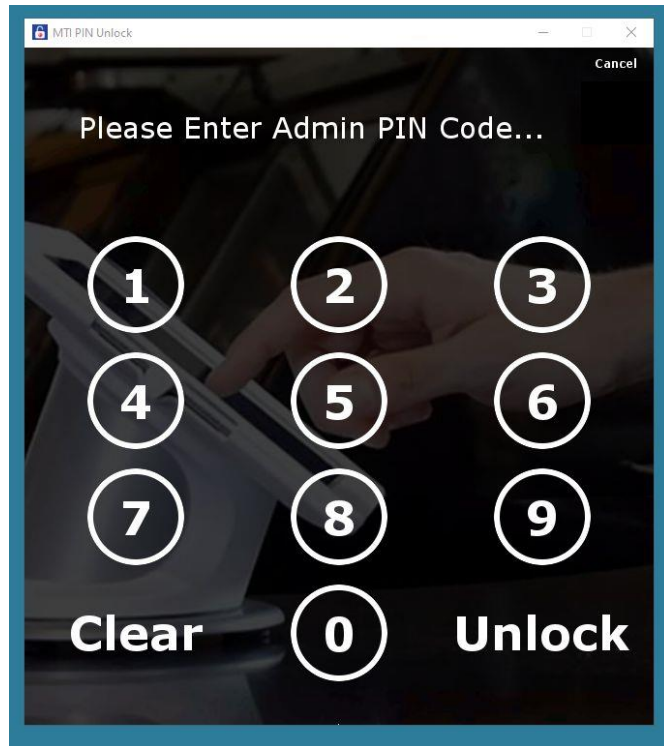 MTI PIN Unlock
Cancel
Please Enter Admin PIN Code...
1 2 3
4 5 6
7 8 9
Clear 0 Unlock